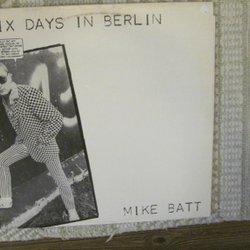 IX DAYS IN BERLIN
MIKE BATT